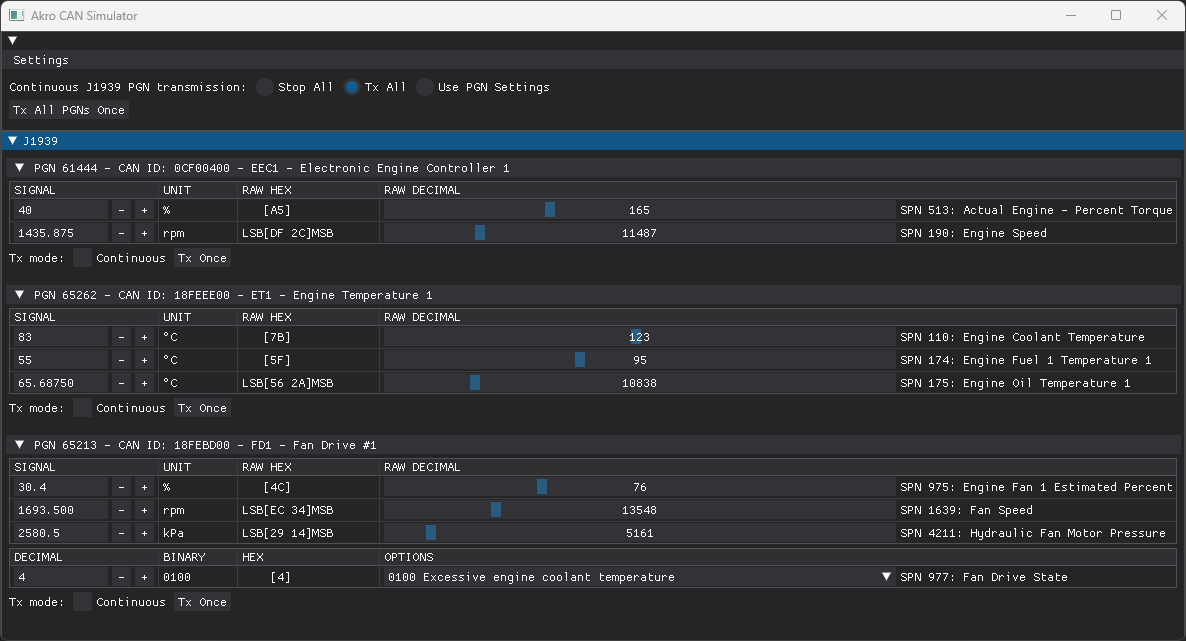 Akro CAN Simulator
Settings
Continuous J1939 PGN transmission: Stop All Tx All Use PGN Settings
Tx All PGNs Once
J1939
PGN 61444 - CAN ID: 0CF00400 - EEC1 - Electronic Engine Controller 1
SIGNAL UNIT RAW HEX RAW DECIMAL
40 - + % [A5] 165 SPN 513: Actual Engine - Percent Torque
1435.875 - + rpm LSB[DF 2C]MSB 11487 SPN 190: Engine Speed
Tx mode: Continuous Tx Once
PGN 65262 - CAN ID: 18FEEE00 - ET1 - Engine Temperature 1
SIGNAL UNIT RAW HEX RAW DECIMAL
83 - + °C [7B] 123 SPN 110: Engine Coolant Temperature
55 - + °C [5F] 95 SPN 174: Engine Fuel 1 Temperature 1
65.68750 - + °C LSB[56 2A]MSB 10838 SPN 175: Engine Oil Temperature 1
Tx mode: Continuous Tx Once
PGN 65213 - CAN ID: 18FEBD00 - FD1 - Fan Drive #1
SIGNAL UNIT RAW HEX RAW DECIMAL
30.4 - + % [4C] 76 SPN 975: Engine Fan 1 Estimated Percent
1693.500 - + rpm LSB[EC 34]MSB 13548 SPN 1639: Fan Speed
2580.5 - + kPa LSB[29 14]MSB 5161 SPN 4211: Hydraulic Fan Motor Pressure
DECIMAL BINARY HEX OPTIONS
4 - + 0100 [4] 0100 Excessive engine coolant temperature SPN 977: Fan Drive State
Tx mode: Continuous Tx Once